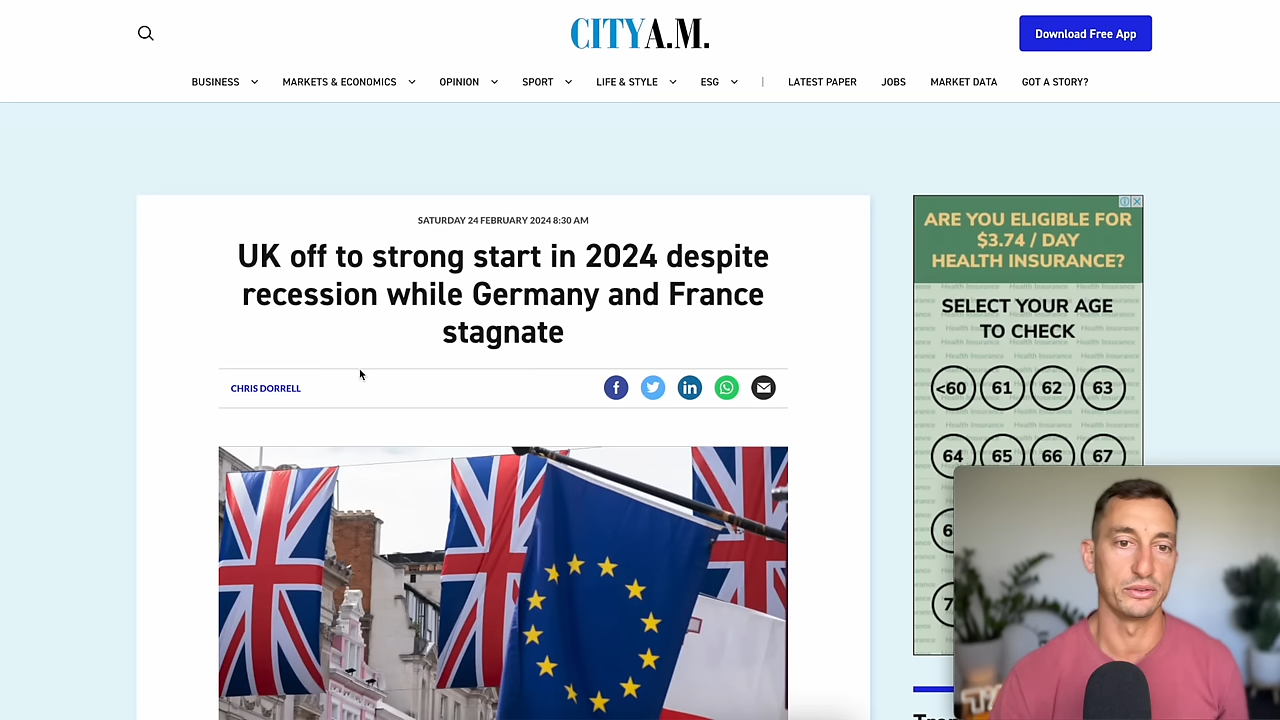 CITYA.M.
Download Free App
BUSINESS MARKETS & ECONOMICS OPINION SPORT LIFE & STYLE ESG | LATEST PAPER JOBS MARKET DATA GOT A STORY?
SATURDAY 24 FEBRUARY 2024 8:30 AM
UK off to strong start in 2024 despite
recession while Germany and France
stagnate
CHRIS DORRELL
ARE YOU ELIGIBLE FOR
$3.74 / DAY
HEALTH INSURANCE?
SELECT YOUR AGE
TO CHECK
<60 61 62 63
64 65 66 67